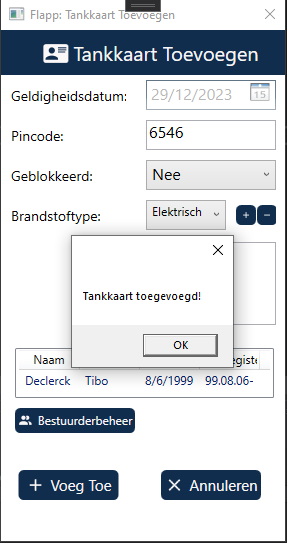 Flapp: Tankkaart Toevoegen
Tankkaart Toevoegen
Geldigheidsdatum: 29/12/2023 15
Pincode: 6546
Geblokkeerd: Nee
Brandstoftype: Elektrisch + −
Tankkaart toegevoegd!
OK
Naam
Declerck Tibo 8/6/1999 99.08.06-
Bestuurderbeheer
+ Voeg Toe × Annuleren